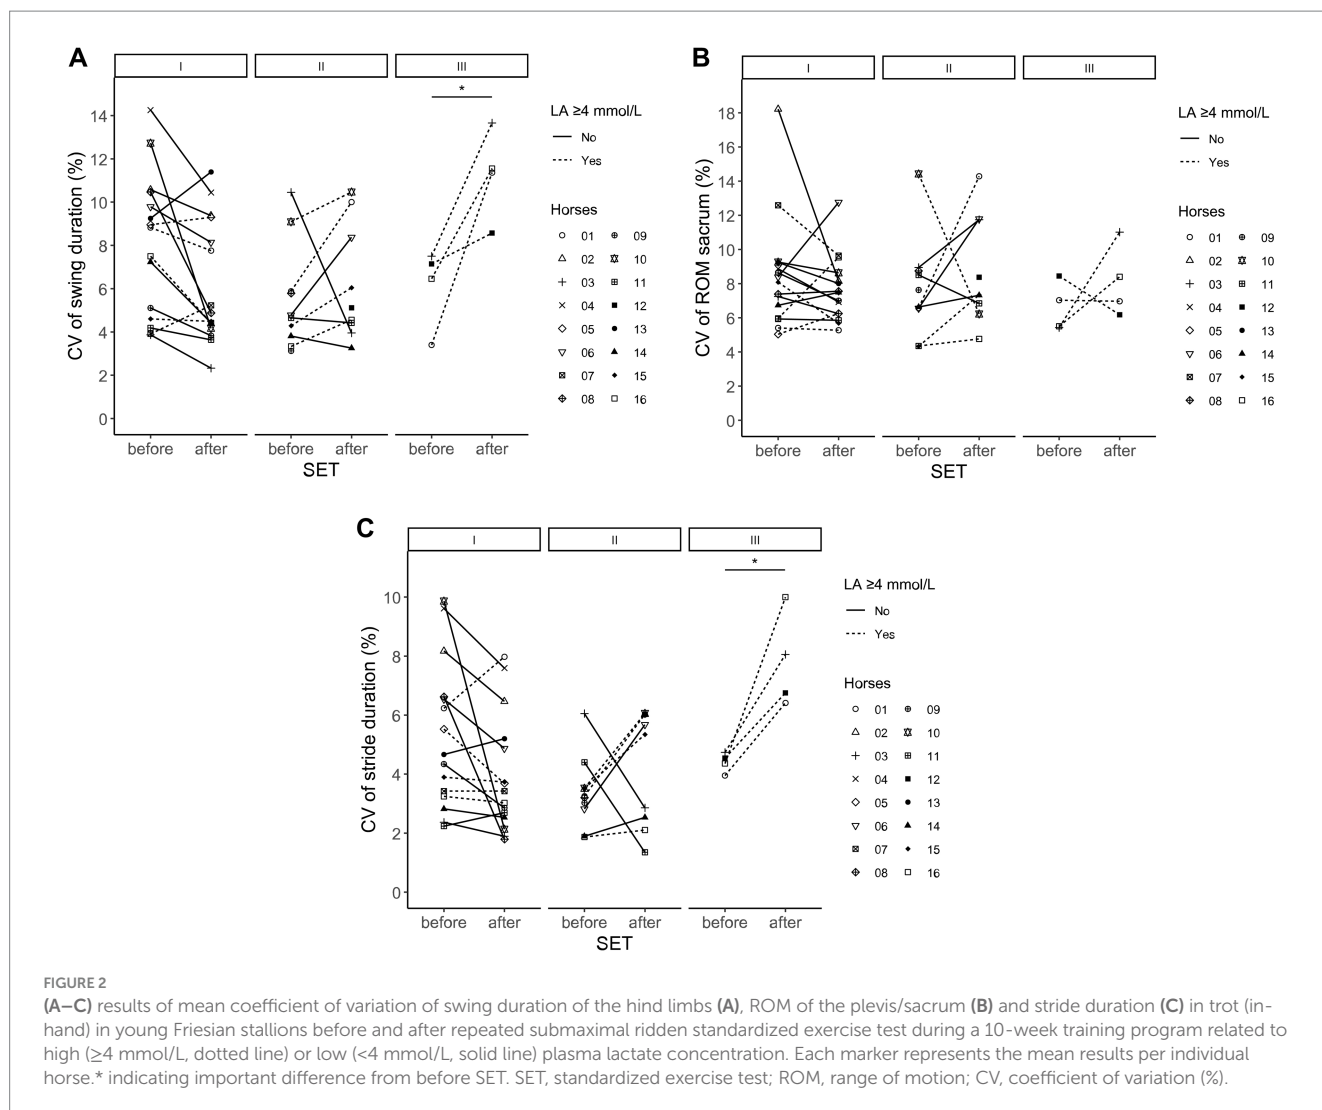 A
I II III
*
14
12
10
8
6
4
2
0
CV of swing duration (%)
before after before after before after
SET
LA ≥4 mmol/L
No
Yes
Horses
01 09
02 10
03 11
04 12
05 13
06 14
07 15
08 16
B
I II III
18
16
14
12
10
8
6
4
2
0
CV of ROM sacrum (%)
before after before after before after
SET
LA ≥4 mmol/L
No
Yes
Horses
01 09
02 10
03 11
04 12
05 13
06 14
07 15
08 16
C
I II III
*
10
8
6
4
2
0
CV of stride duration (%)
before after before after before after
SET
LA ≥4 mmol/L
No
Yes
Horses
01 09
02 10
03 11
04 12
05 13
06 14
07 15
08 16
FIGURE 2
(A–C) results of mean coefficient of variation of swing duration of the hind limbs (A), ROM of the plevis/sacrum (B) and stride duration (C) in trot (in-
hand) in young Friesian stallions before and after repeated submaximal ridden standardized exercise test during a 10-week training program related to
high (≥4 mmol/L, dotted line) or low (<4 mmol/L, solid line) plasma lactate concentration. Each marker represents the mean results per individual
horse.* indicating important difference from before SET. SET, standardized exercise test; ROM, range of motion; CV, coefficient of variation (%).